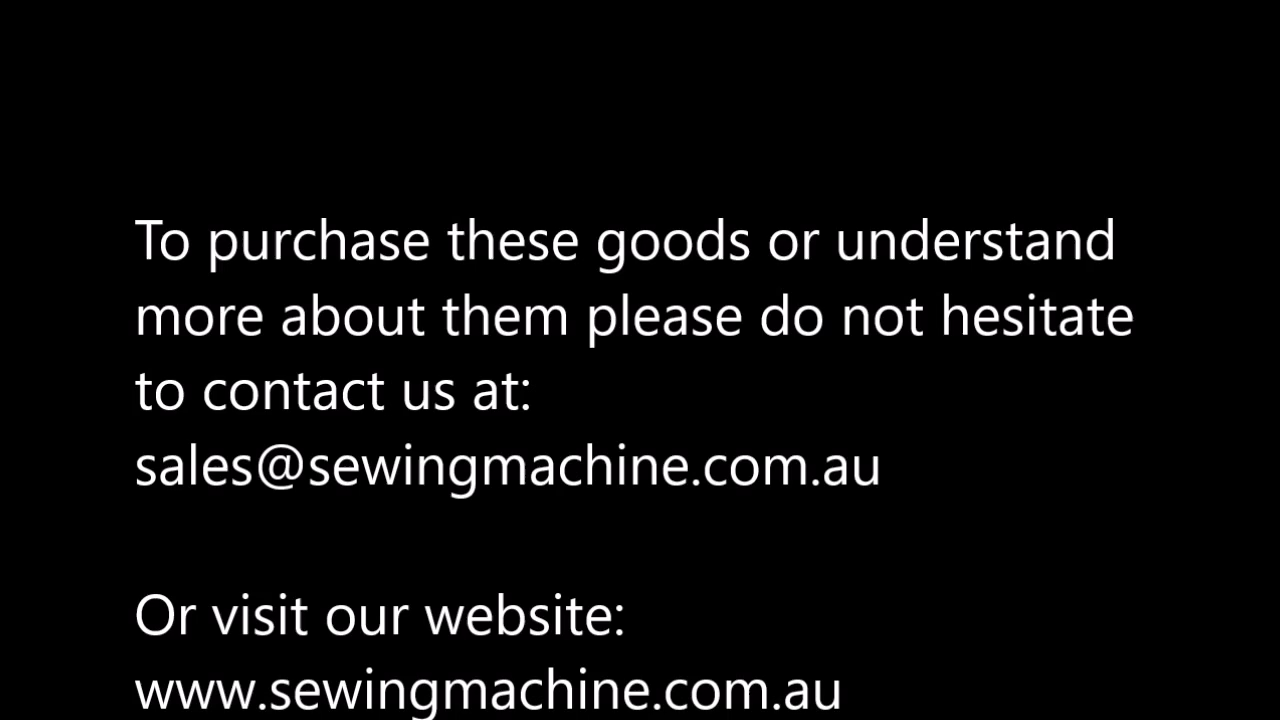 To purchase these goods or understand
more about them please do not hesitate
to contact us at:
sales@sewingmachine.com.au
Or visit our website:
www.sewingmachine.com.au